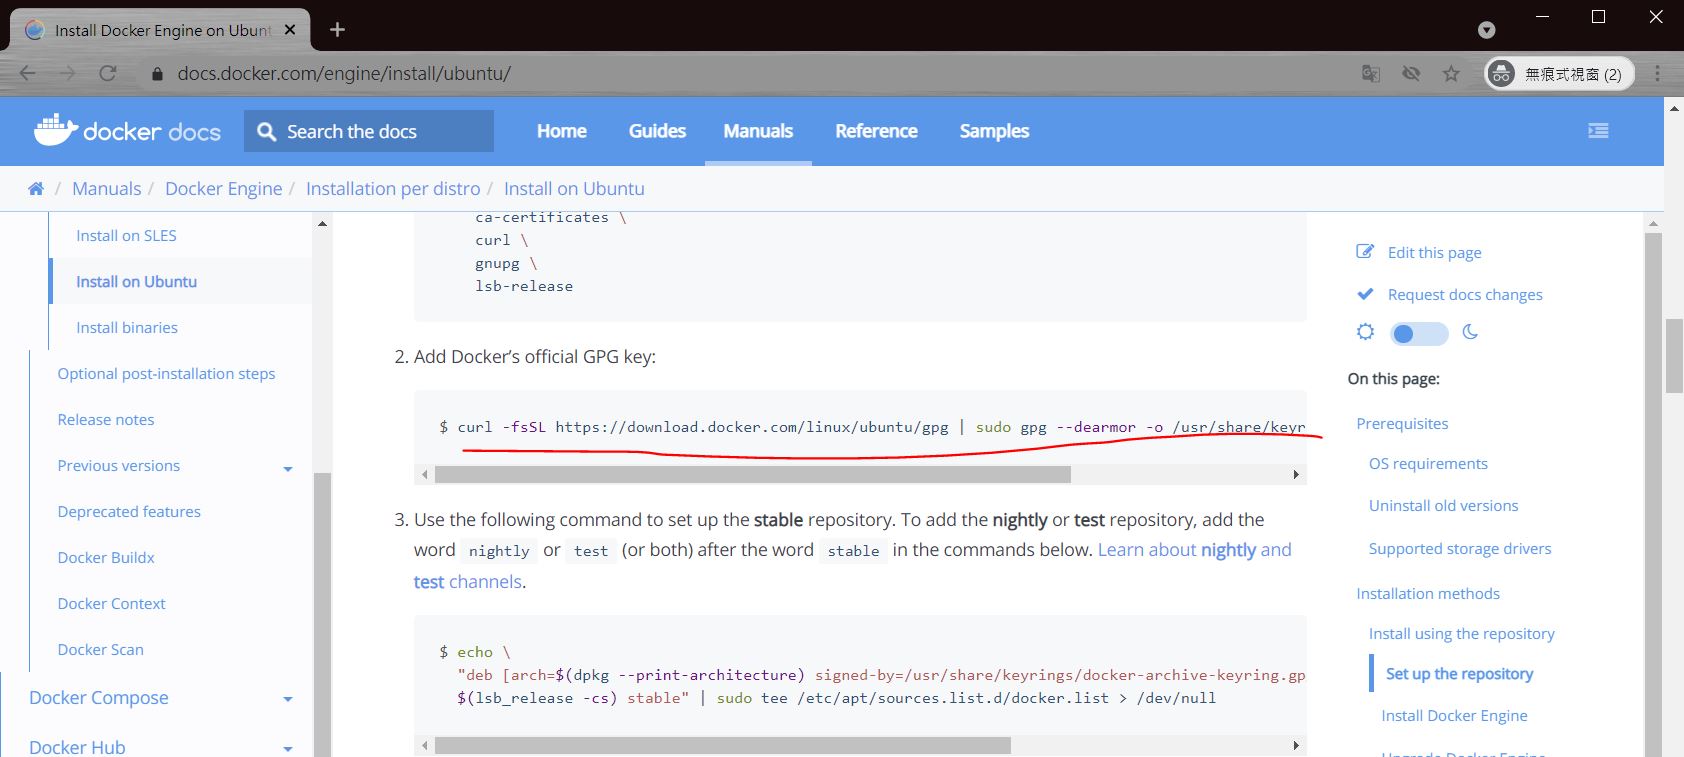 Install Docker Engine on Ubunt
docs.docker.com/engine/install/ubuntu/
無痕式視窗 (2)
docker docs
Search the docs
Home
Guides
Manuals
Reference
Samples
/ Manuals / Docker Engine / Installation per distro / Install on Ubuntu
Install on SLES
Install on Ubuntu
Install binaries
Optional post-installation steps
Release notes
Previous versions
Deprecated features
Docker Buildx
Docker Context
Docker Scan
Docker Compose
Docker Hub
ca-certificates \
curl \
gnupg \
lsb-release
2. Add Docker’s official GPG key:
$ curl -fsSL https://download.docker.com/linux/ubuntu/gpg | sudo gpg --dearmor -o /usr/share/keyr
3. Use the following command to set up the stable repository. To add the nightly or test repository, add the
word nightly or test (or both) after the word stable in the commands below. Learn about nightly and
test channels.
$ echo \
"deb [arch=$(dpkg --print-architecture) signed-by=/usr/share/keyrings/docker-archive-keyring.gp
$(lsb_release -cs) stable" | sudo tee /etc/apt/sources.list.d/docker.list > /dev/null
Edit this page
Request docs changes
On this page:
Prerequisites
OS requirements
Uninstall old versions
Supported storage drivers
Installation methods
Install using the repository
Set up the repository
Install Docker Engine
Upgrade Docker Engine